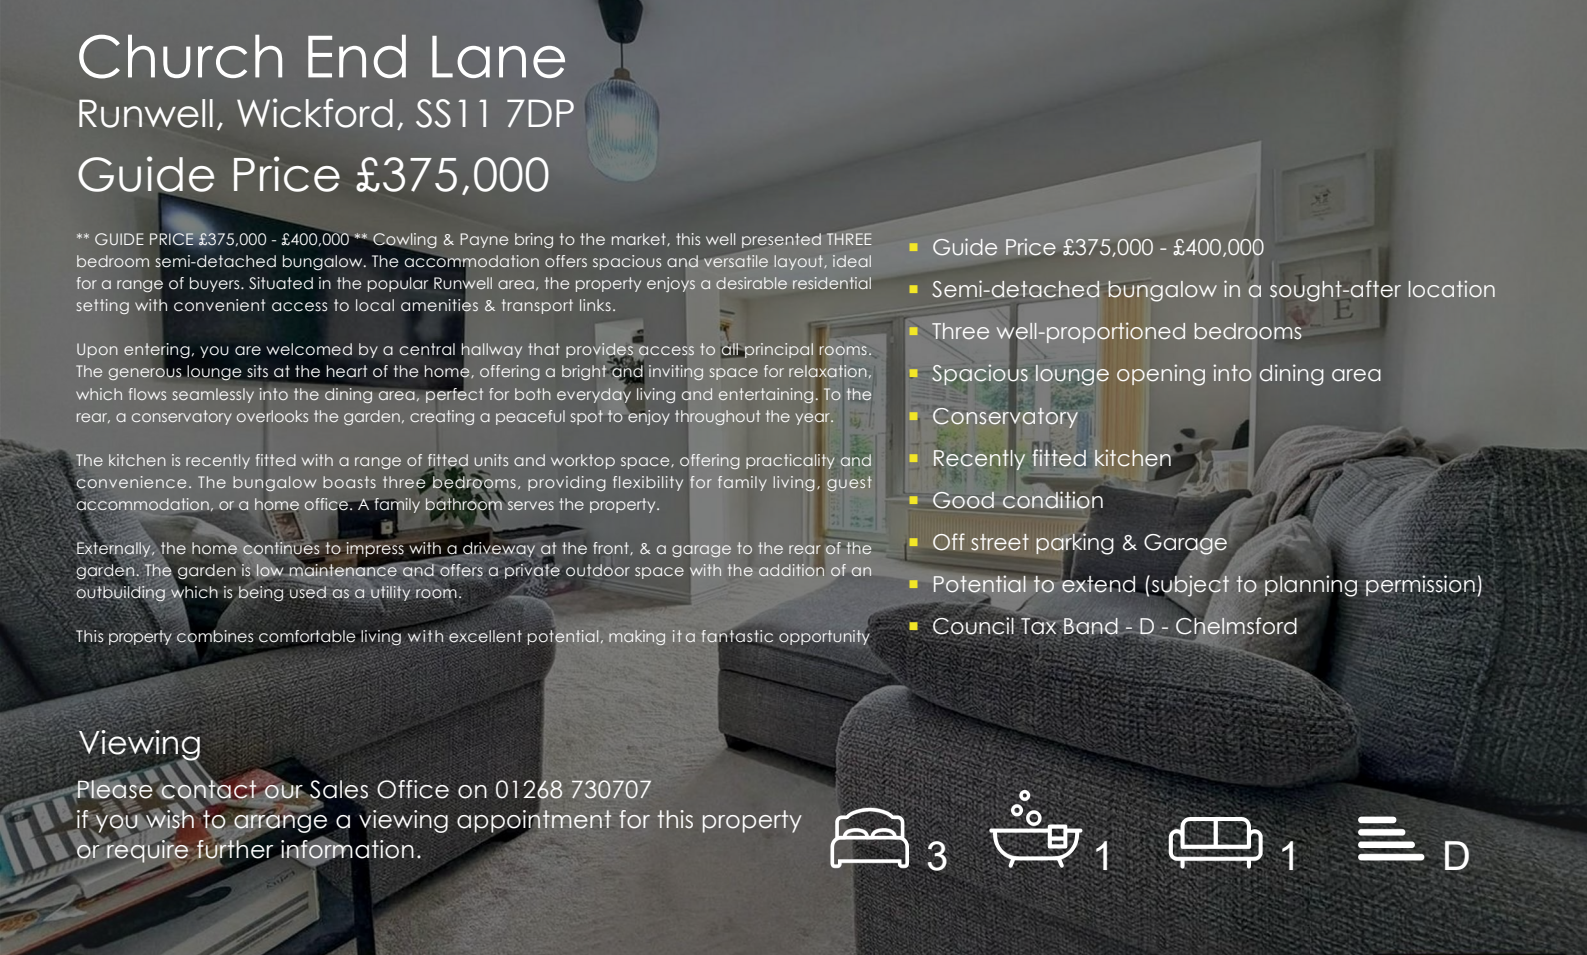 Church End Lane
Runwell, Wickford, SS11 7DP
Guide Price £375,000
** GUIDE PRICE £375,000 - £400,000 ** Cowling & Payne bring to the market, this well presented THREE
bedroom semi-detached bungalow. The accommodation offers spacious and versatile layout, ideal
for a range of buyers. Situated in the popular Runwell area, the property enjoys a desirable residential
setting with convenient access to local amenities & transport links.
Upon entering, you are welcomed by a central hallway that provides access to all principal rooms.
The generous lounge sits at the heart of the home, offering a bright and inviting space for relaxation,
which flows seamlessly into the dining area, perfect for both everyday living and entertaining. To the
rear, a conservatory overlooks the garden, creating a peaceful spot to enjoy throughout the year.
The kitchen is recently fitted with a range of fitted units and worktop space, offering practicality and
convenience. The bungalow boasts three bedrooms, providing flexibility for family living, guest
accommodation, or a home office. A family bathroom serves the property.
Externally, the home continues to impress with a driveway at the front, & a garage to the rear of the
garden. The garden is low maintenance and offers a private outdoor space with the addition of an
outbuilding which is being used as a utility room.
This property combines comfortable living with excellent potential, making it a fantastic opportunity
▪ Guide Price £375,000 - £400,000
▪ Semi-detached bungalow in a sought-after location
▪ Three well-proportioned bedrooms
▪ Spacious lounge opening into dining area
▪ Conservatory
▪ Recently fitted kitchen
▪ Good condition
▪ Off street parking & Garage
▪ Potential to extend (subject to planning permission)
▪ Council Tax Band - D - Chelmsford
Viewing
Please contact our Sales Office on 01268 730707
if you wish to arrange a viewing appointment for this property
or require further information.
3 1 1 D